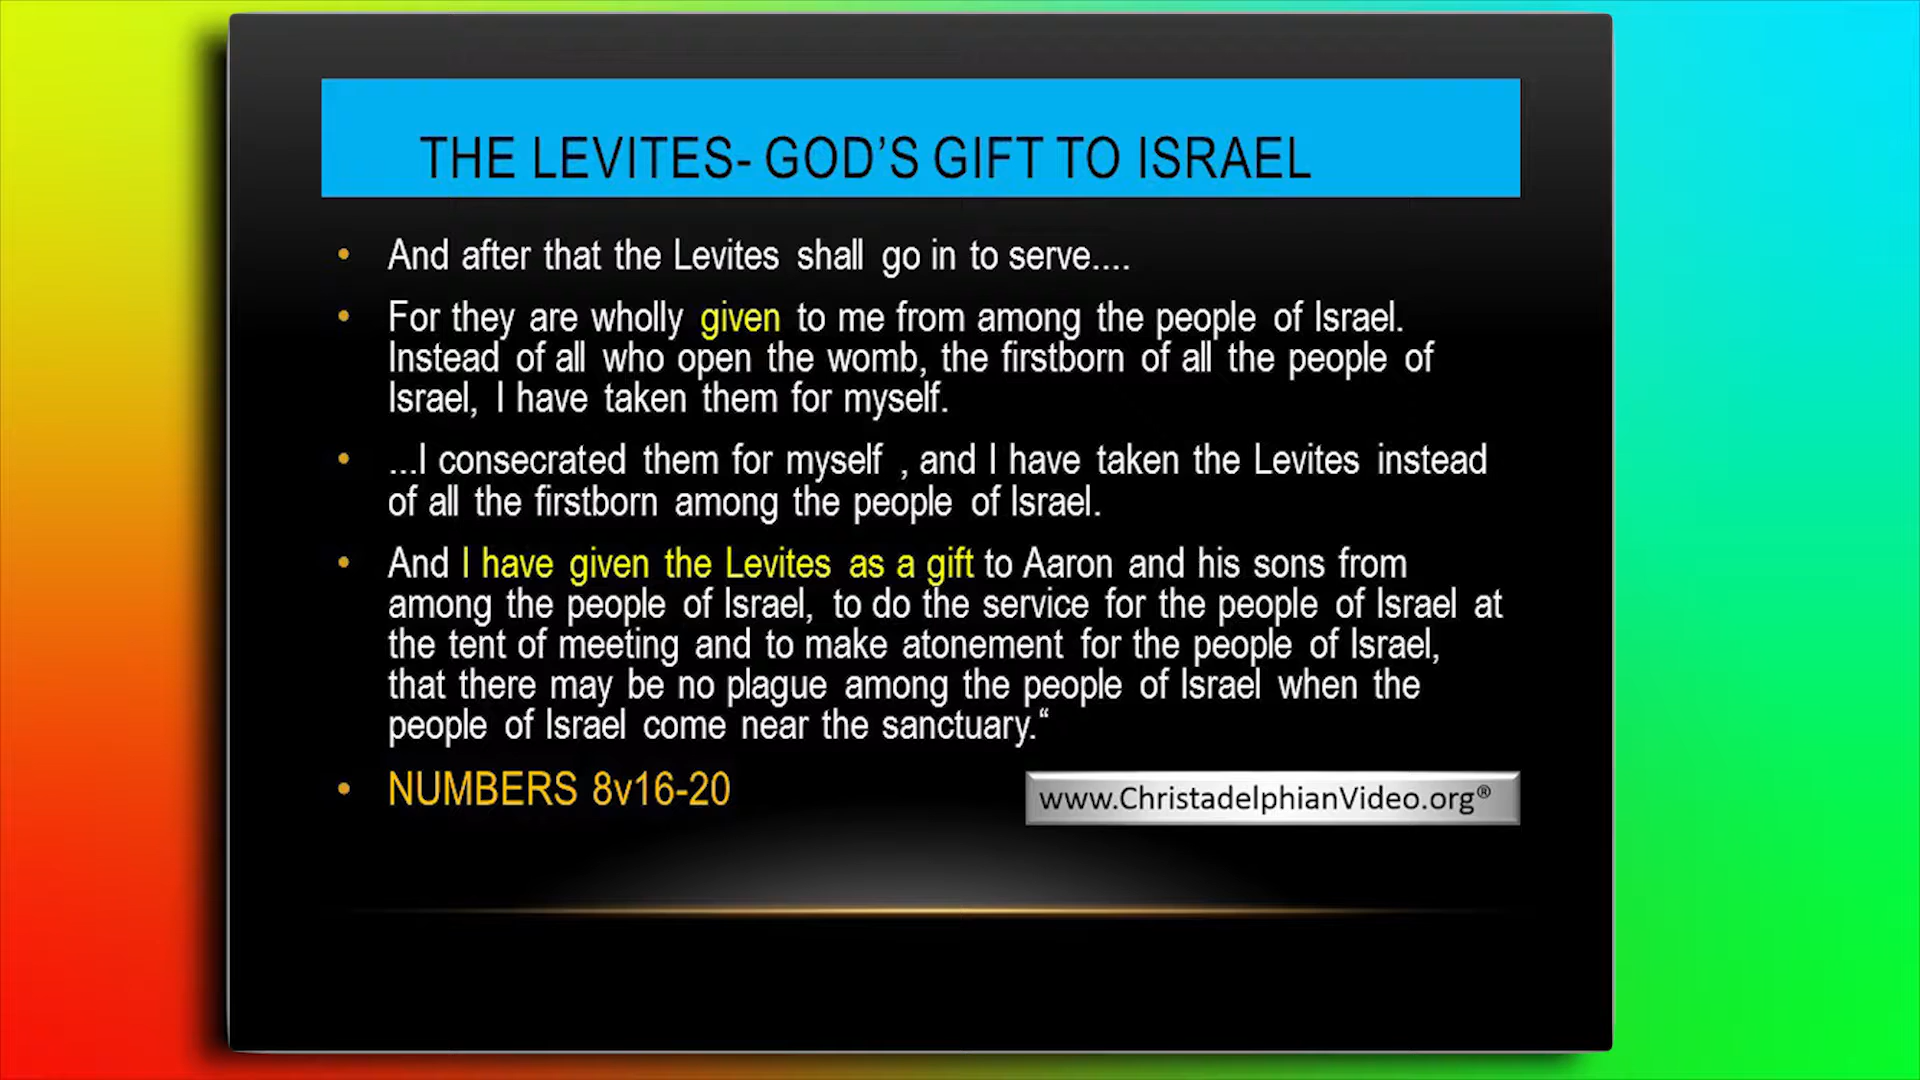 THE LEVITES- GOD’S GIFT TO ISRAEL
• And after that the Levites shall go in to serve....
• For they are wholly given to me from among the people of Israel.
Instead of all who open the womb, the firstborn of all the people of
Israel, I have taken them for myself.
• ...I consecrated them for myself , and I have taken the Levites instead
of all the firstborn among the people of Israel.
• And I have given the Levites as a gift to Aaron and his sons from
among the people of Israel, to do the service for the people of Israel at
the tent of meeting and to make atonement for the people of Israel,
that there may be no plague among the people of Israel when the
people of Israel come near the sanctuary.“
• NUMBERS 8v16-20
www.ChristadelphianVideo.org®